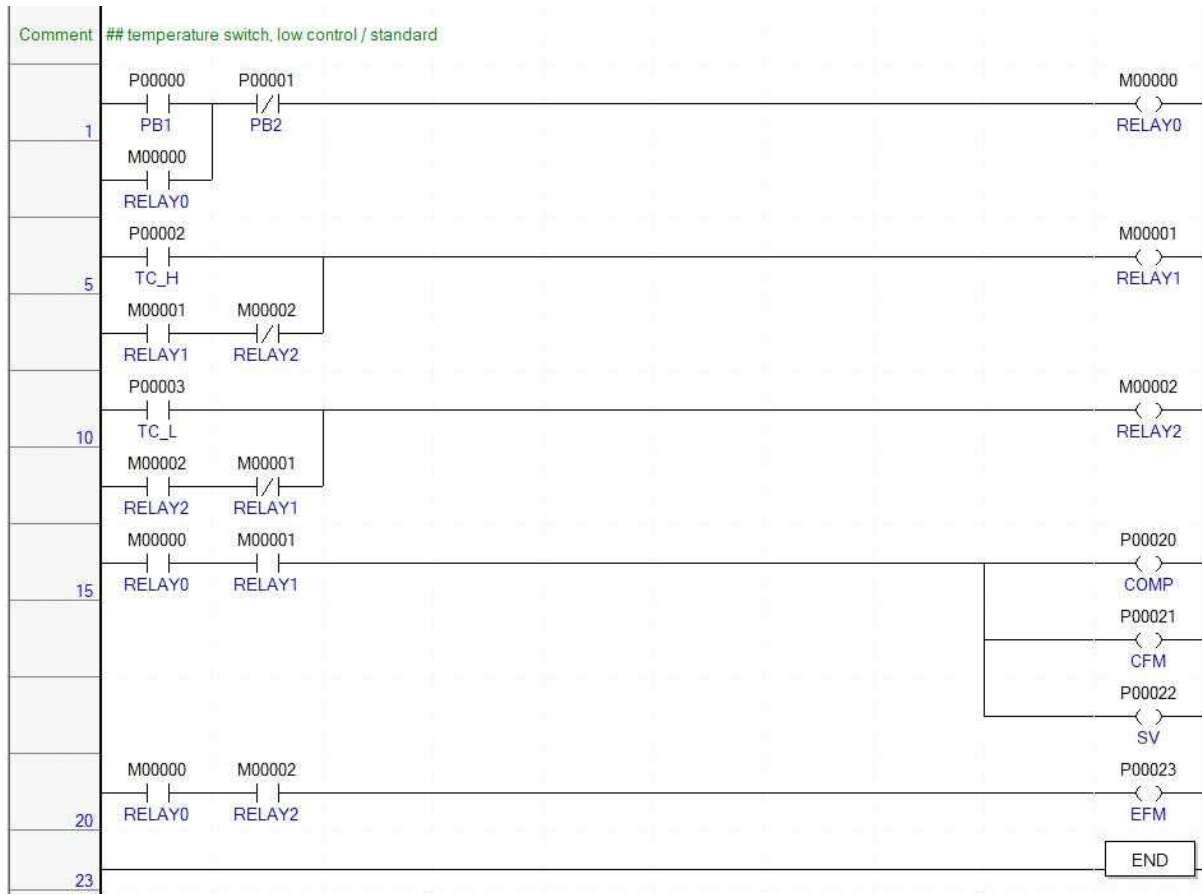 Comment ## temperature switch, low control / standard
P00000 P00001 M00000
PB1 PB2 RELAY0
1
M00000
RELAY0
P00002 M00001
TC_H RELAY1
5
M00001 M00002
RELAY1 RELAY2
P00003 M00002
TC_L RELAY2
10
M00002 M00001
RELAY2 RELAY1
M00000 M00001 P00020
RELAY0 RELAY1 COMP
15
P00021
CFM
P00022
SV
M00000 M00002 P00023
RELAY0 RELAY2 EFM
20
END
23